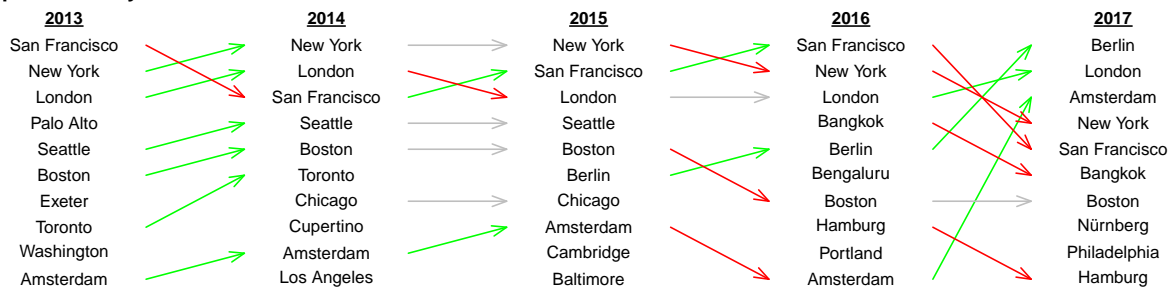 2013 2014 2015 2016 2017
San Francisco New York New York San Francisco Berlin
New York London San Francisco New York London
London San Francisco London London Amsterdam
Palo Alto Seattle Seattle Bangkok New York
Seattle Boston Boston Berlin San Francisco
Boston Toronto Berlin Bengaluru Bangkok
Exeter Chicago Chicago Boston Boston
Toronto Cupertino Amsterdam Hamburg Nürnberg
Washington Amsterdam Cambridge Portland Philadelphia
Amsterdam Los Angeles Baltimore Amsterdam Hamburg